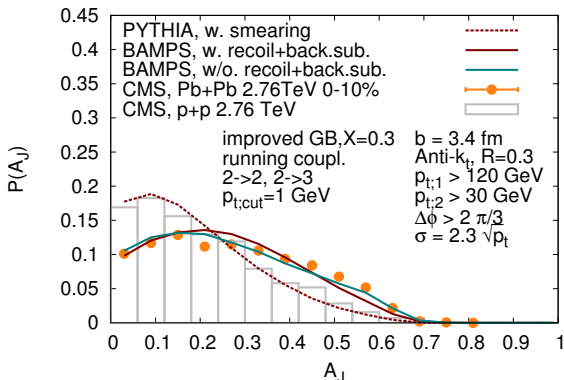 0.45
0.4
0.35
0.3
0.25
0.2
0.15
0.1
0.05
0
P(A_J)
PYTHIA, w. smearing
BAMPS, w. recoil+back.sub.
BAMPS, w/o. recoil+back.sub.
CMS, Pb+Pb 2.76TeV 0-10%
CMS, p+p 2.76 TeV
improved GB,X=0.3
running coupl.
2->2, 2->3
p_t;cut=1 GeV
b = 3.4 fm
Anti-k_t, R=0.3
p_t;1 > 120 GeV
p_t;2 > 30 GeV
Δϕ > 2 π/3
σ = 2.3 √p_t
0 0.1 0.2 0.3 0.4 0.5 0.6 0.7 0.8 0.9 1
A_J